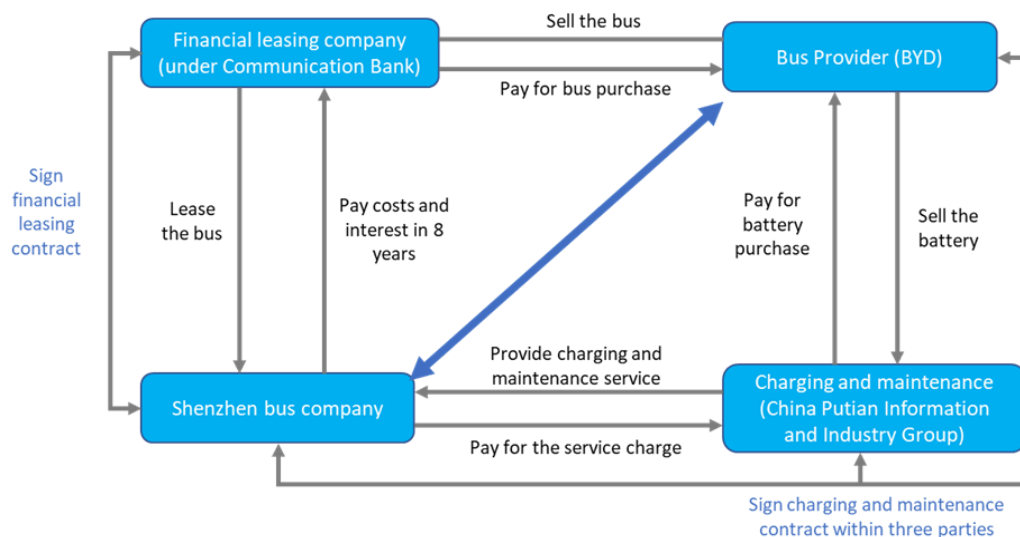 Sell the bus
Financial leasing company
(under Communication Bank)
Bus Provider (BYD)
Pay for bus purchase
Sign
financial
leasing
contract
Lease
the bus
Pay costs and
interest in 8
years
Pay for
battery
purchase
Sell the
battery
Provide charging and
maintenance service
Shenzhen bus company
Charging and maintenance
(China Putian Information
and Industry Group)
Pay for the service charge
Sign charging and maintenance
contract within three parties